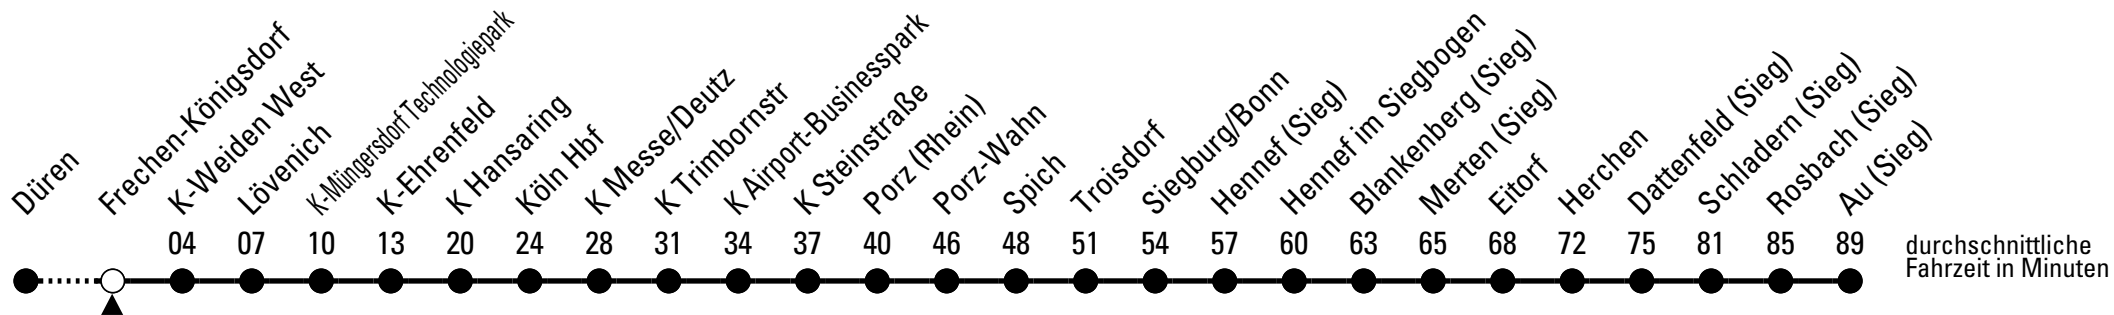 Düren
Frechen-Königsdorf
K-Weiden West
Lövenich
K-Müngersdorf Technologiepark
K-Ehrenfeld
K Hansaring
Köln Hbf
K Messe/Deutz
K Trimbornstr
K Airport-Businesspark
K Steinstraße
Porz (Rhein)
Porz-Wahn
Spich
Troisdorf
Siegburg/Bonn
Hennef (Sieg)
Hennef im Siegbogen
Blankenberg (Sieg)
Merten (Sieg)
Eitorf
Herchen
Dattenfeld (Sieg)
Schladern (Sieg)
Rosbach (Sieg)
Au (Sieg)
04 07 10 13 20 24 28 31 34 37 40 46 48 51 54 57 60 63 65 68 72 75 81 85 89
durchschnittliche
Fahrzeit in Minuten